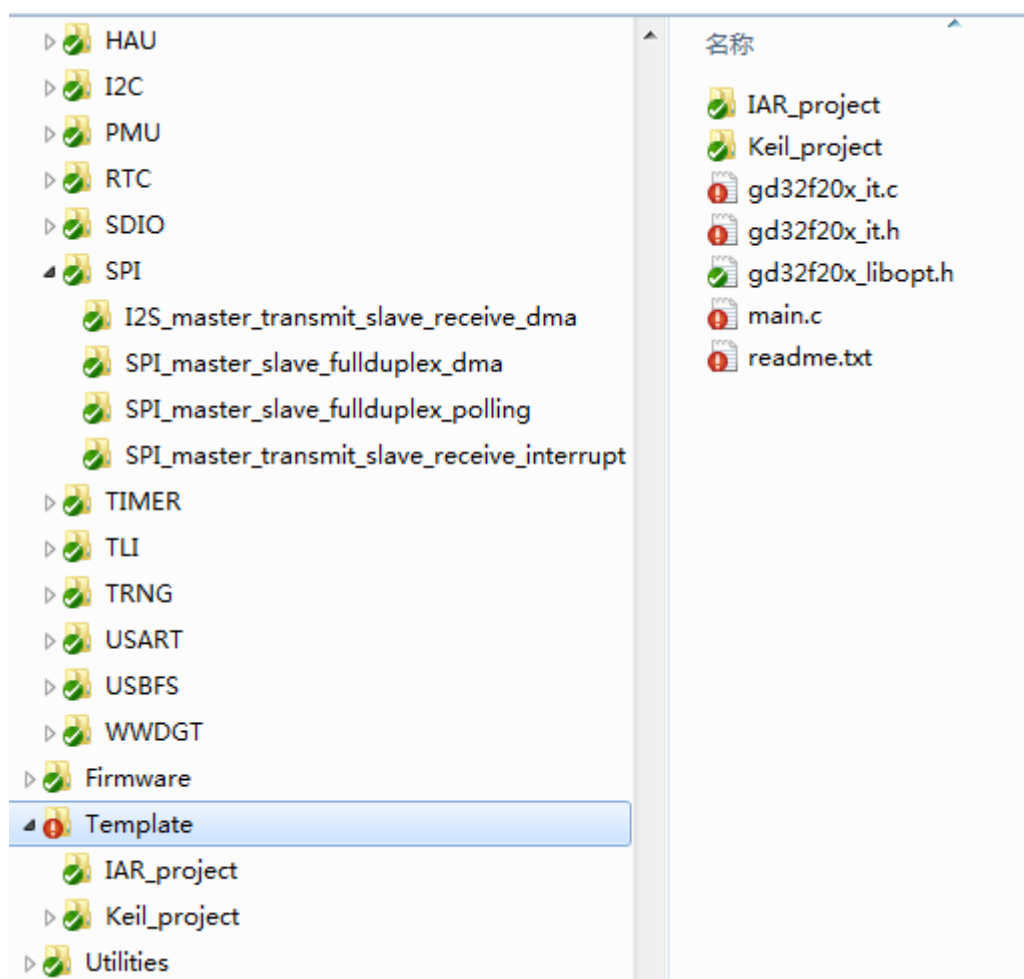 HAU
I2C
PMU
RTC
SDIO
SPI
I2S_master_transmit_slave_receive_dma
SPI_master_slave_fullduplex_dma
SPI_master_slave_fullduplex_polling
SPI_master_transmit_slave_receive_interrupt
TIMER
TLI
TRNG
USART
USBFS
WWDGT
Firmware
Template
IAR_project
Keil_project
Utilities
名称
IAR_project
Keil_project
gd32f20x_it.c
gd32f20x_it.h
gd32f20x_libopt.h
main.c
readme.txt